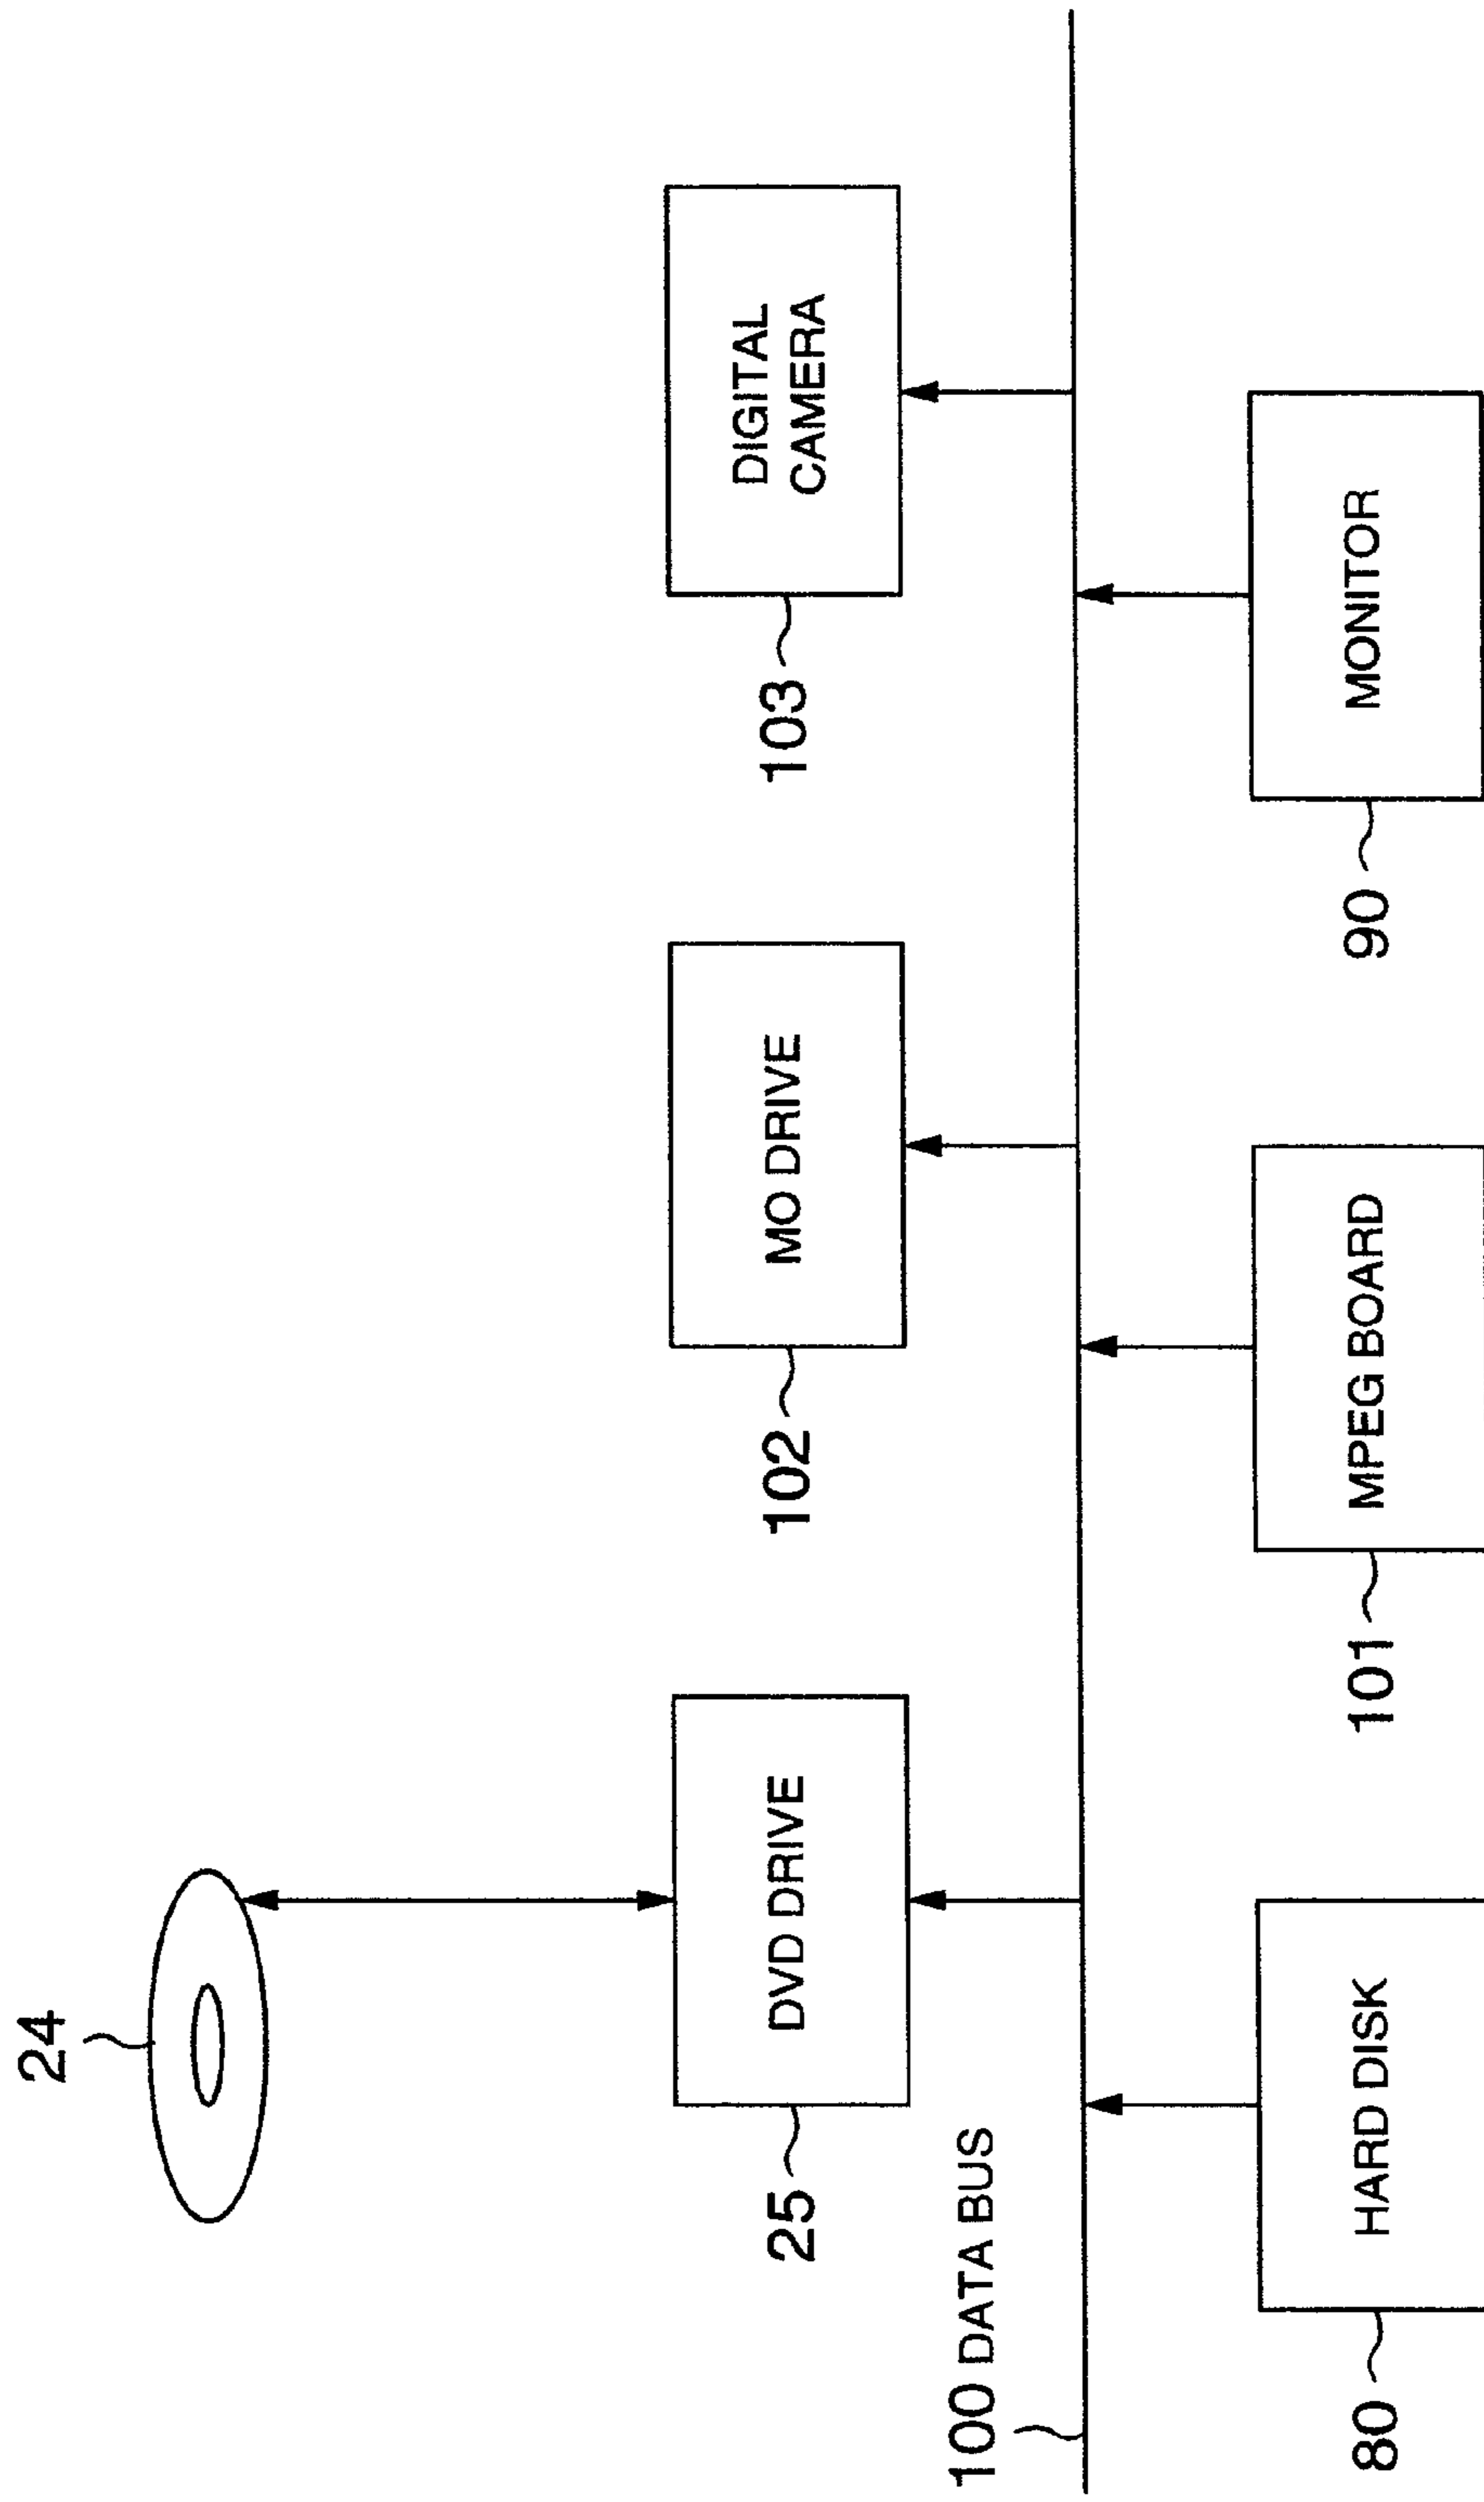 24
25
DVD DRIVE
102
MO DRIVE
103
DIGITAL
CAMERA
100 DATA BUS
80
HARD DISK
101
MPEG BOARD
90
MONITOR